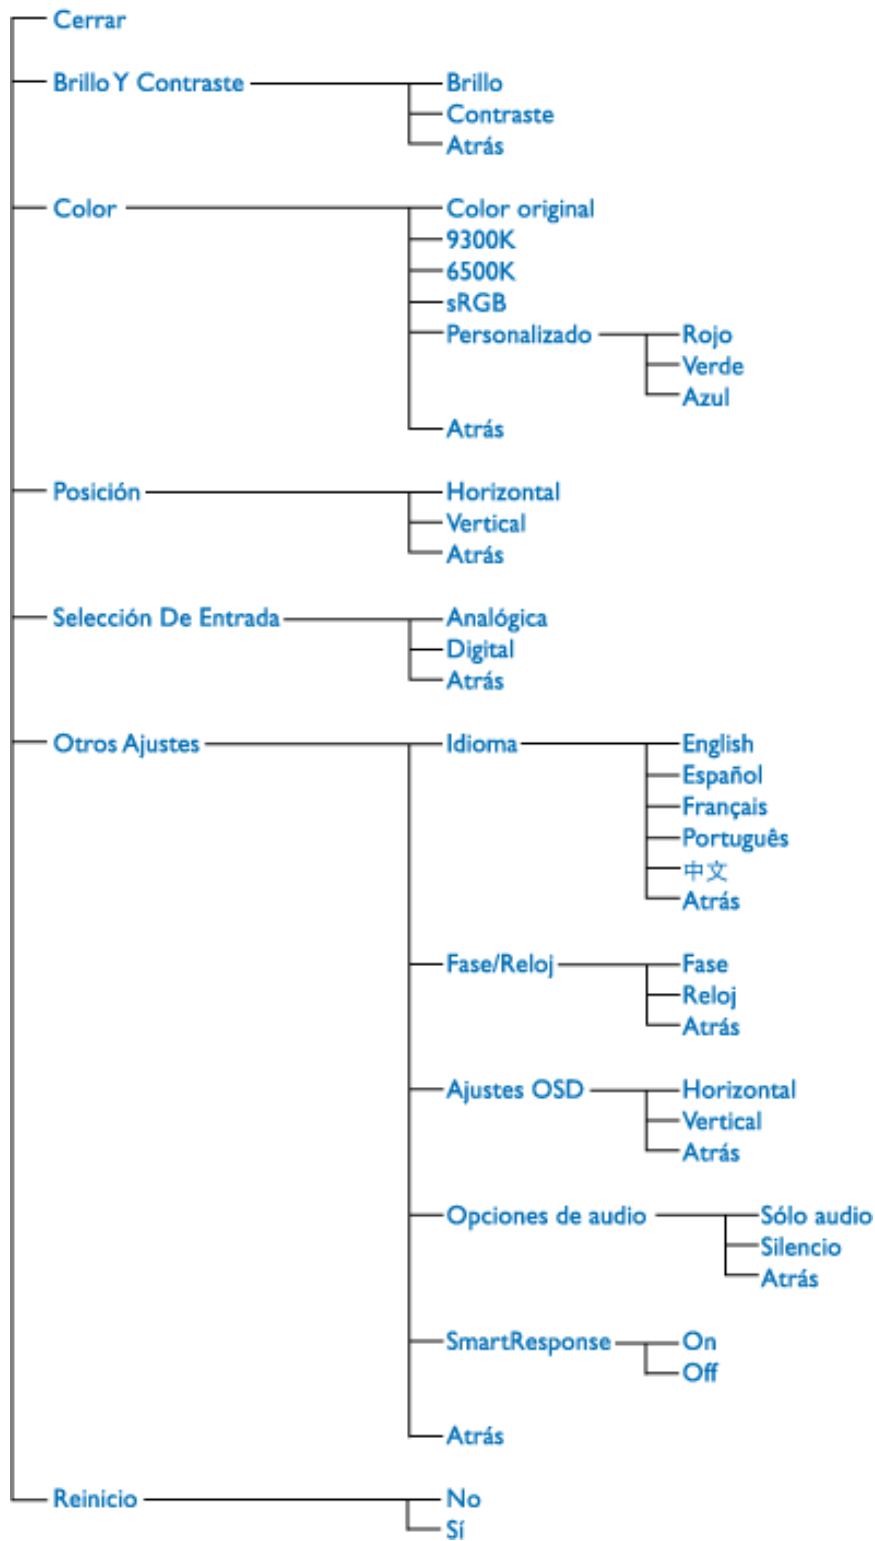 Cerrar
Brillo Y Contraste Brillo
Contraste
Atrás
Color Color original
9300K
6500K
sRGB
Personalizado Rojo
Verde
Azul
Atrás
Posición Horizontal
Vertical
Atrás
Selección De Entrada Analógica
Digital
Atrás
Otros Ajustes Idioma English
Español
Français
Português
中文
Atrás
Fase/Reloj Fase
Reloj
Atrás
Ajustes OSD Horizontal
Vertical
Atrás
Opciones de audio Sólo audio
Silencio
Atrás
SmartResponse On
Off
Atrás
Reinicio No
Sí